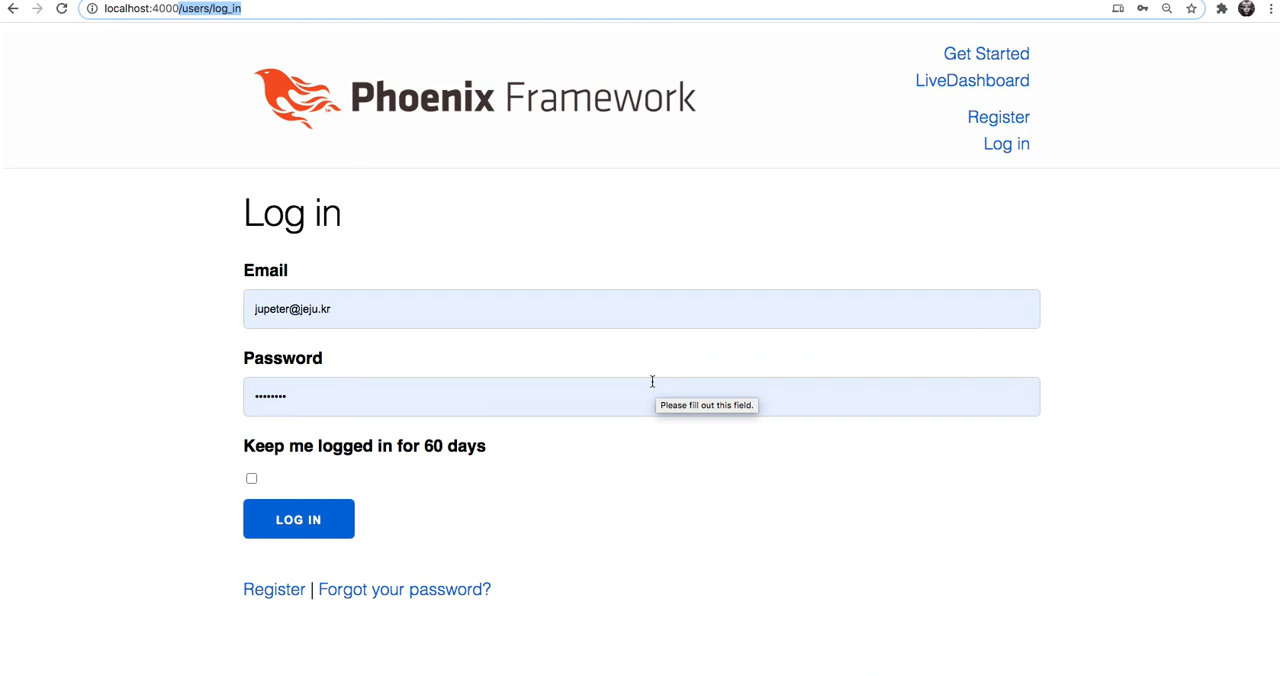 localhost:4000/users/log_in
Get Started
LiveDashboard
Phoenix Framework
Register
Log in
Log in
Email
jupeter@jeju.kr
Password
••••••••
Please fill out this field.
Keep me logged in for 60 days
LOG IN
Register | Forgot your password?